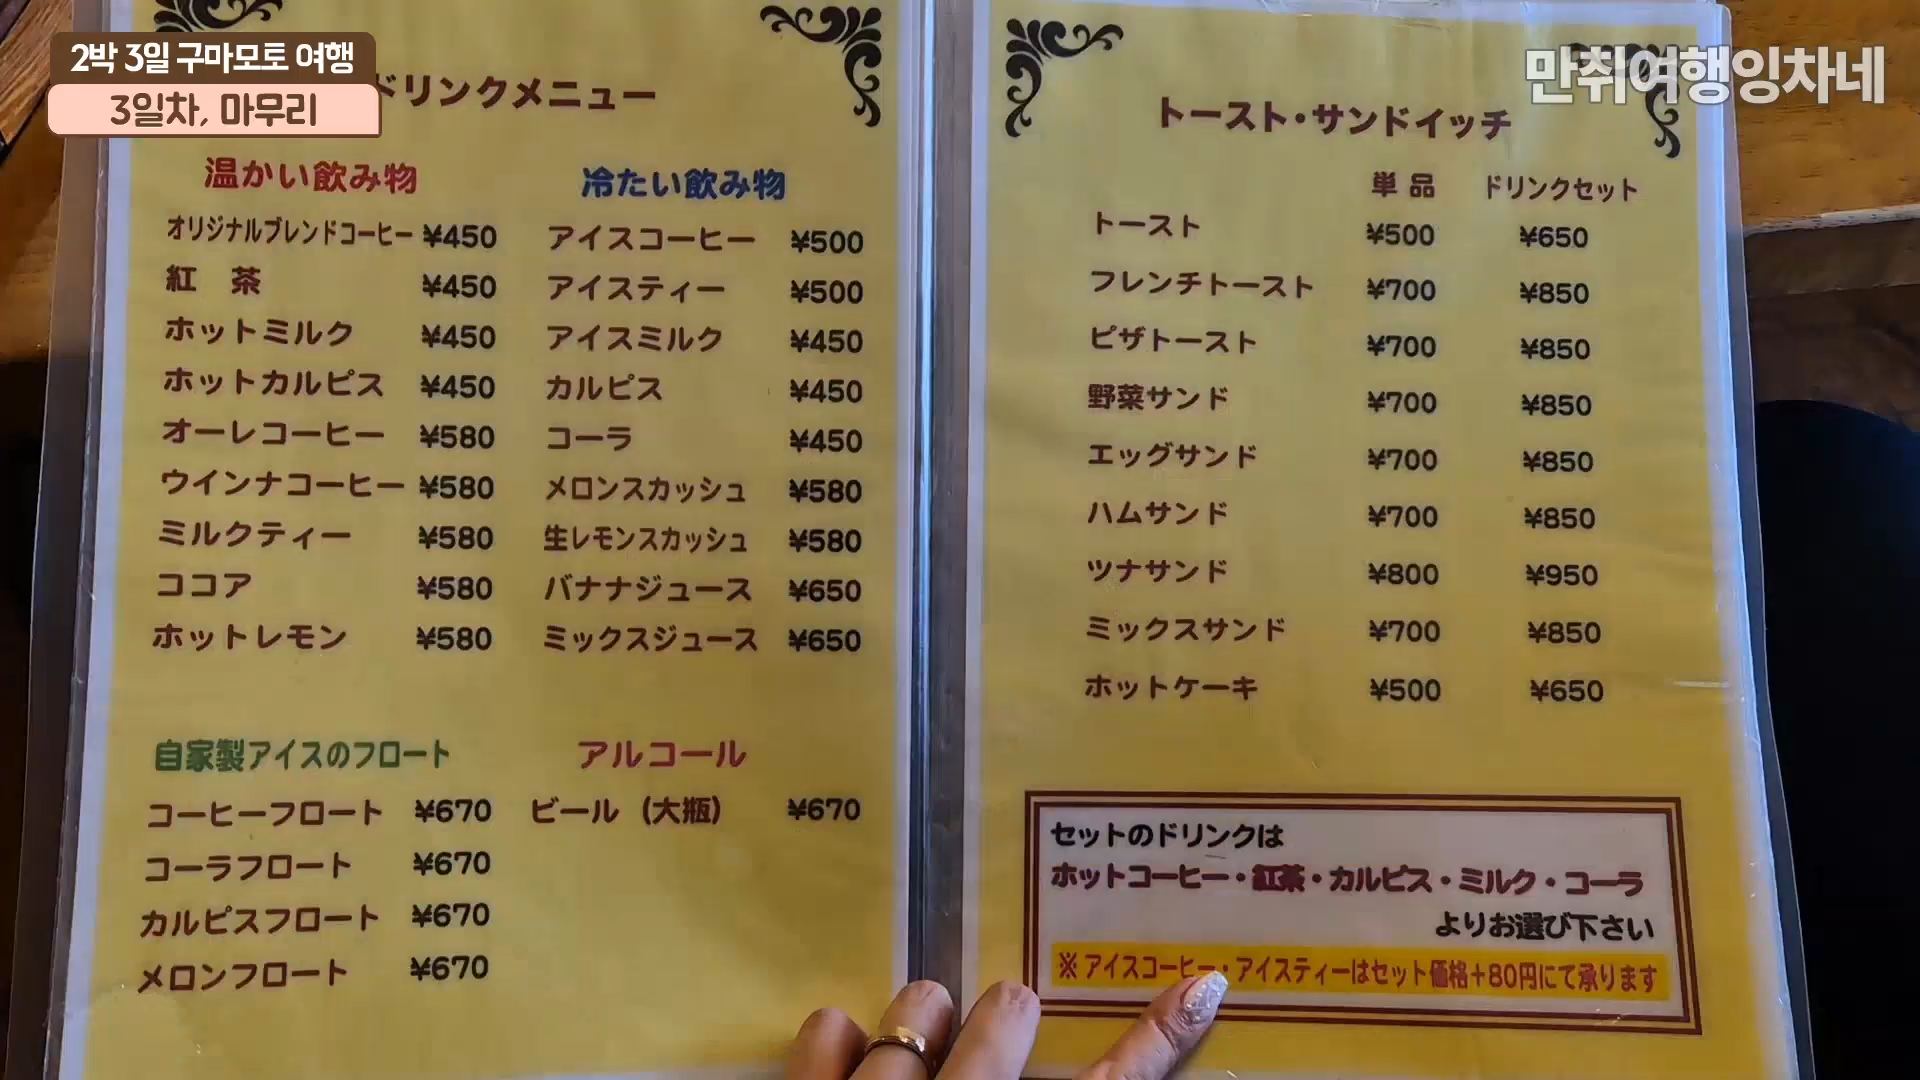 2박 3일 구마모토 여행
3일차, 마무리
만취여행잉차네
ドリンクメニュー
温かい飲み物
オリジナルブレンドコーヒー ¥450
紅 茶 ¥450
ホットミルク ¥450
ホットカルピス ¥450
オーレコーヒー ¥580
ウインナコーヒー ¥580
ミルクティー ¥580
ココア ¥580
ホットレモン ¥580
冷たい飲み物
アイスコーヒー ¥500
アイスティー ¥500
アイスミルク ¥450
カルピス ¥450
コーラ ¥450
メロンスカッシュ ¥580
生レモンスカッシュ ¥580
バナナジュース ¥650
ミックスジュース ¥650
自家製アイスのフロート
コーヒーフロート ¥670
コーラフロート ¥670
カルピスフロート ¥670
メロンフロート ¥670
アルコール
ビール (大瓶) ¥670
トースト・サンドイッチ
単品 ドリンクセット
トースト ¥500 ¥650
フレンチトースト ¥700 ¥850
ピザトースト ¥700 ¥850
野菜サンド ¥700 ¥850
エッグサンド ¥700 ¥850
ハムサンド ¥700 ¥850
ツナサンド ¥800 ¥950
ミックスサンド ¥700 ¥850
ホットケーキ ¥500 ¥650
セットのドリンクは
ホットコーヒー・紅茶・カルピス・ミルク・コーラ
よりお選び下さい
※アイスコーヒー・アイスティーはセット価格+80円にて承ります